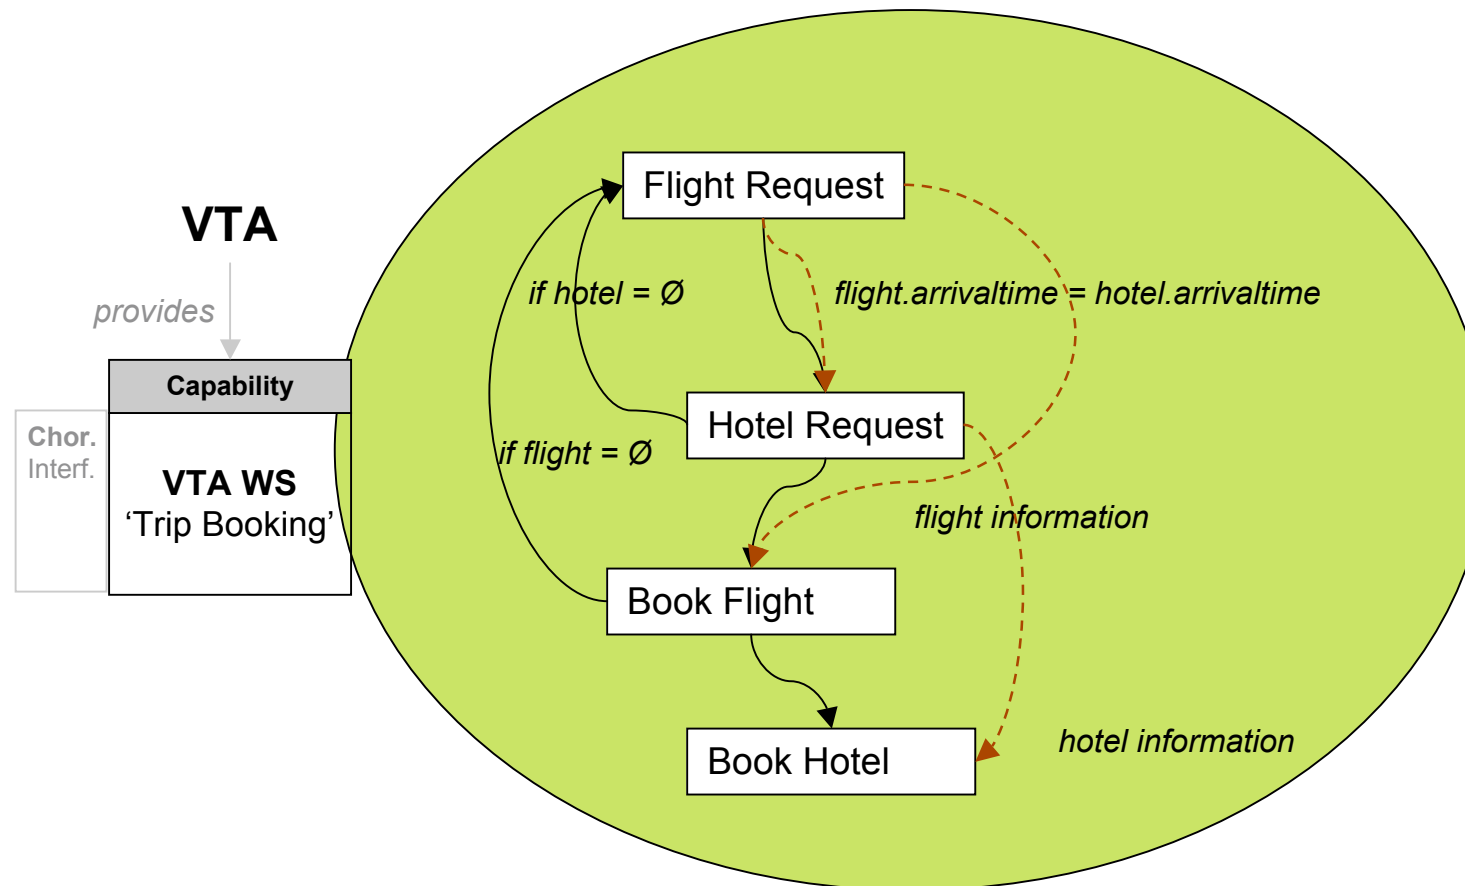 VTA
provides
Capability
Chor.
Interf.
VTA WS
‘Trip Booking’
Flight Request
if hotel = Ø
flight.arrivaltime = hotel.arrivaltime
Hotel Request
if flight = Ø
flight information
Book Flight
Book Hotel
hotel information